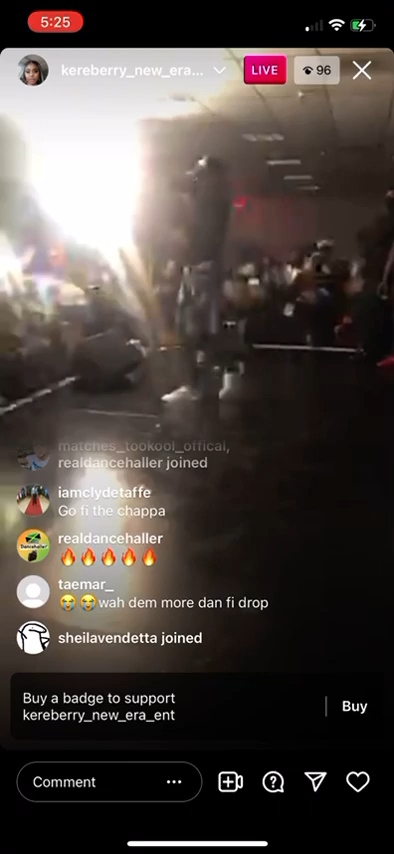 5:25
kereberry_new_era...
LIVE
96
matches_tookool_offical,
realdancehaller joined
iamclydetaffe
Go fi the chappa
realdancehaller
🔥🔥🔥🔥🔥
taemar_
😭😭wah dem more dan fi drop
sheilavendetta joined
Buy a badge to support
kereberry_new_era_ent
Buy
Comment